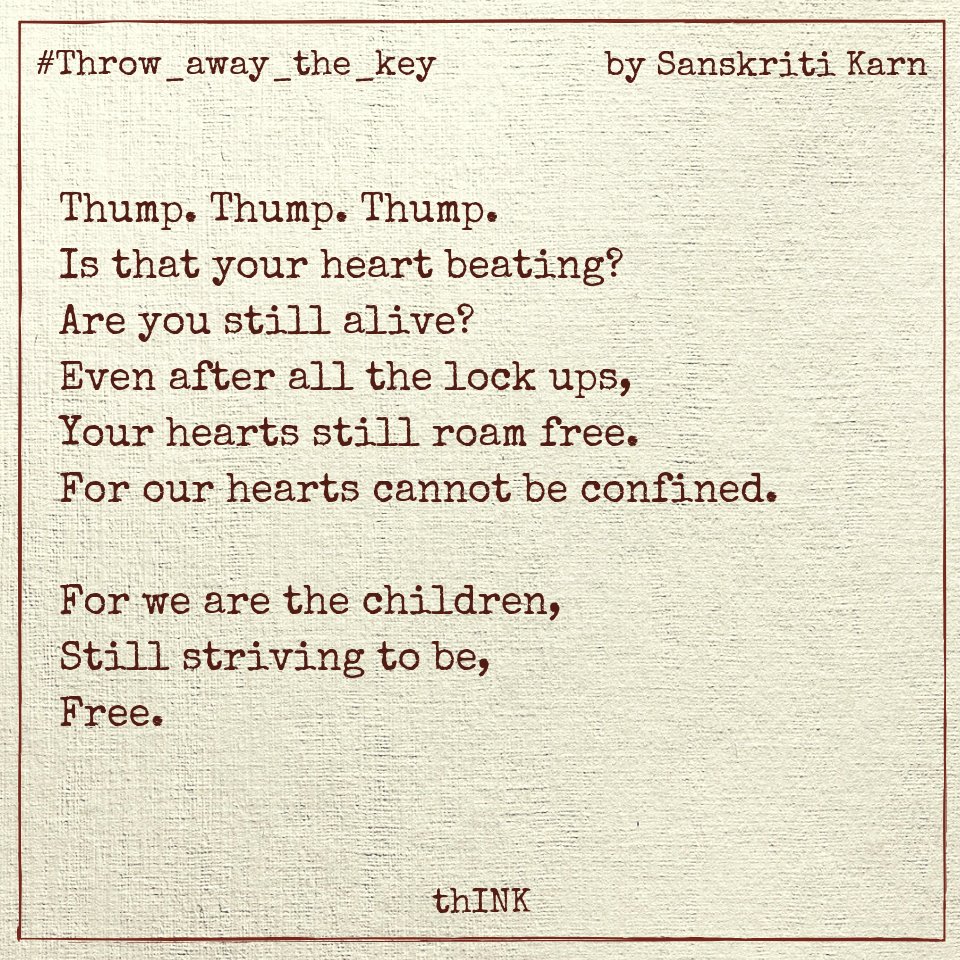 #Throw_away_the_key
by Sanskriti Karn
Thump. Thump. Thump.
Is that your heart beating?
Are you still alive?
Even after all the lock ups,
Your hearts still roam free.
For our hearts cannot be confined.
For we are the children,
Still striving to be,
Free.
thINK